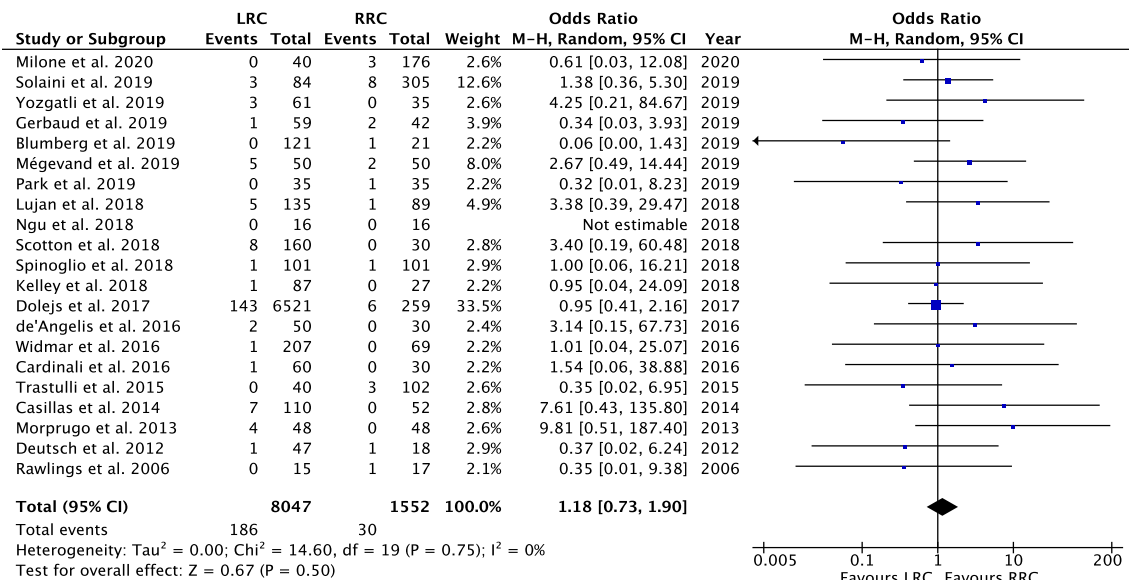 LRC RRC Odds Ratio Odds Ratio
Study or Subgroup Events Total Events Total Weight M-H, Random, 95% CI Year M-H, Random, 95% CI
Milone et al. 2020 0 40 3 176 2.6% 0.61 [0.03, 12.08] 2020
Solaini et al. 2019 3 84 8 305 12.6% 1.38 [0.36, 5.30] 2019
Yozgatli et al. 2019 3 61 0 35 2.6% 4.25 [0.21, 84.67] 2019
Gerbaud et al. 2019 1 59 2 42 3.9% 0.34 [0.03, 3.93] 2019
Blumberg et al. 2019 0 121 1 21 2.2% 0.06 [0.00, 1.43] 2019
Mégevand et al. 2019 5 50 2 50 8.0% 2.67 [0.49, 14.44] 2019
Park et al. 2019 0 35 1 35 2.2% 0.32 [0.01, 8.23] 2019
Lujan et al. 2018 5 135 1 89 4.9% 3.38 [0.39, 29.47] 2018
Ngu et al. 2018 0 16 0 16 Not estimable 2018
Scotton et al. 2018 8 160 0 30 2.8% 3.40 [0.19, 60.48] 2018
Spinoglio et al. 2018 1 101 1 101 2.9% 1.00 [0.06, 16.21] 2018
Kelley et al. 2018 1 87 0 27 2.2% 0.95 [0.04, 24.09] 2018
Dolejs et al. 2017 143 6521 6 259 33.5% 0.95 [0.41, 2.16] 2017
de'Angelis et al. 2016 2 50 0 30 2.4% 3.14 [0.15, 67.73] 2016
Widmar et al. 2016 1 207 0 69 2.2% 1.01 [0.04, 25.07] 2016
Cardinali et al. 2016 1 60 0 30 2.2% 1.54 [0.06, 38.88] 2016
Trastulli et al. 2015 0 40 3 102 2.6% 0.35 [0.02, 6.95] 2015
Casillas et al. 2014 7 110 0 52 2.8% 7.61 [0.43, 135.80] 2014
Morprugo et al. 2013 4 48 0 48 2.6% 9.81 [0.51, 187.40] 2013
Deutsch et al. 2012 1 47 1 18 2.8% 0.37 [0.02, 6.24] 2012
Rawlings et al. 2006 0 15 1 17 2.1% 0.35 [0.01, 9.38] 2006
Total (95% CI) 8047 1552 100.0% 1.18 [0.73, 1.90]
Total events 186 30
Heterogeneity: Tau² = 0.00; Chi² = 14.60, df = 19 (P = 0.75); I² = 0%
Test for overall effect: Z = 0.67 (P = 0.50)
0.005 0.1 1 10 200
Favours LRC Favours RRC